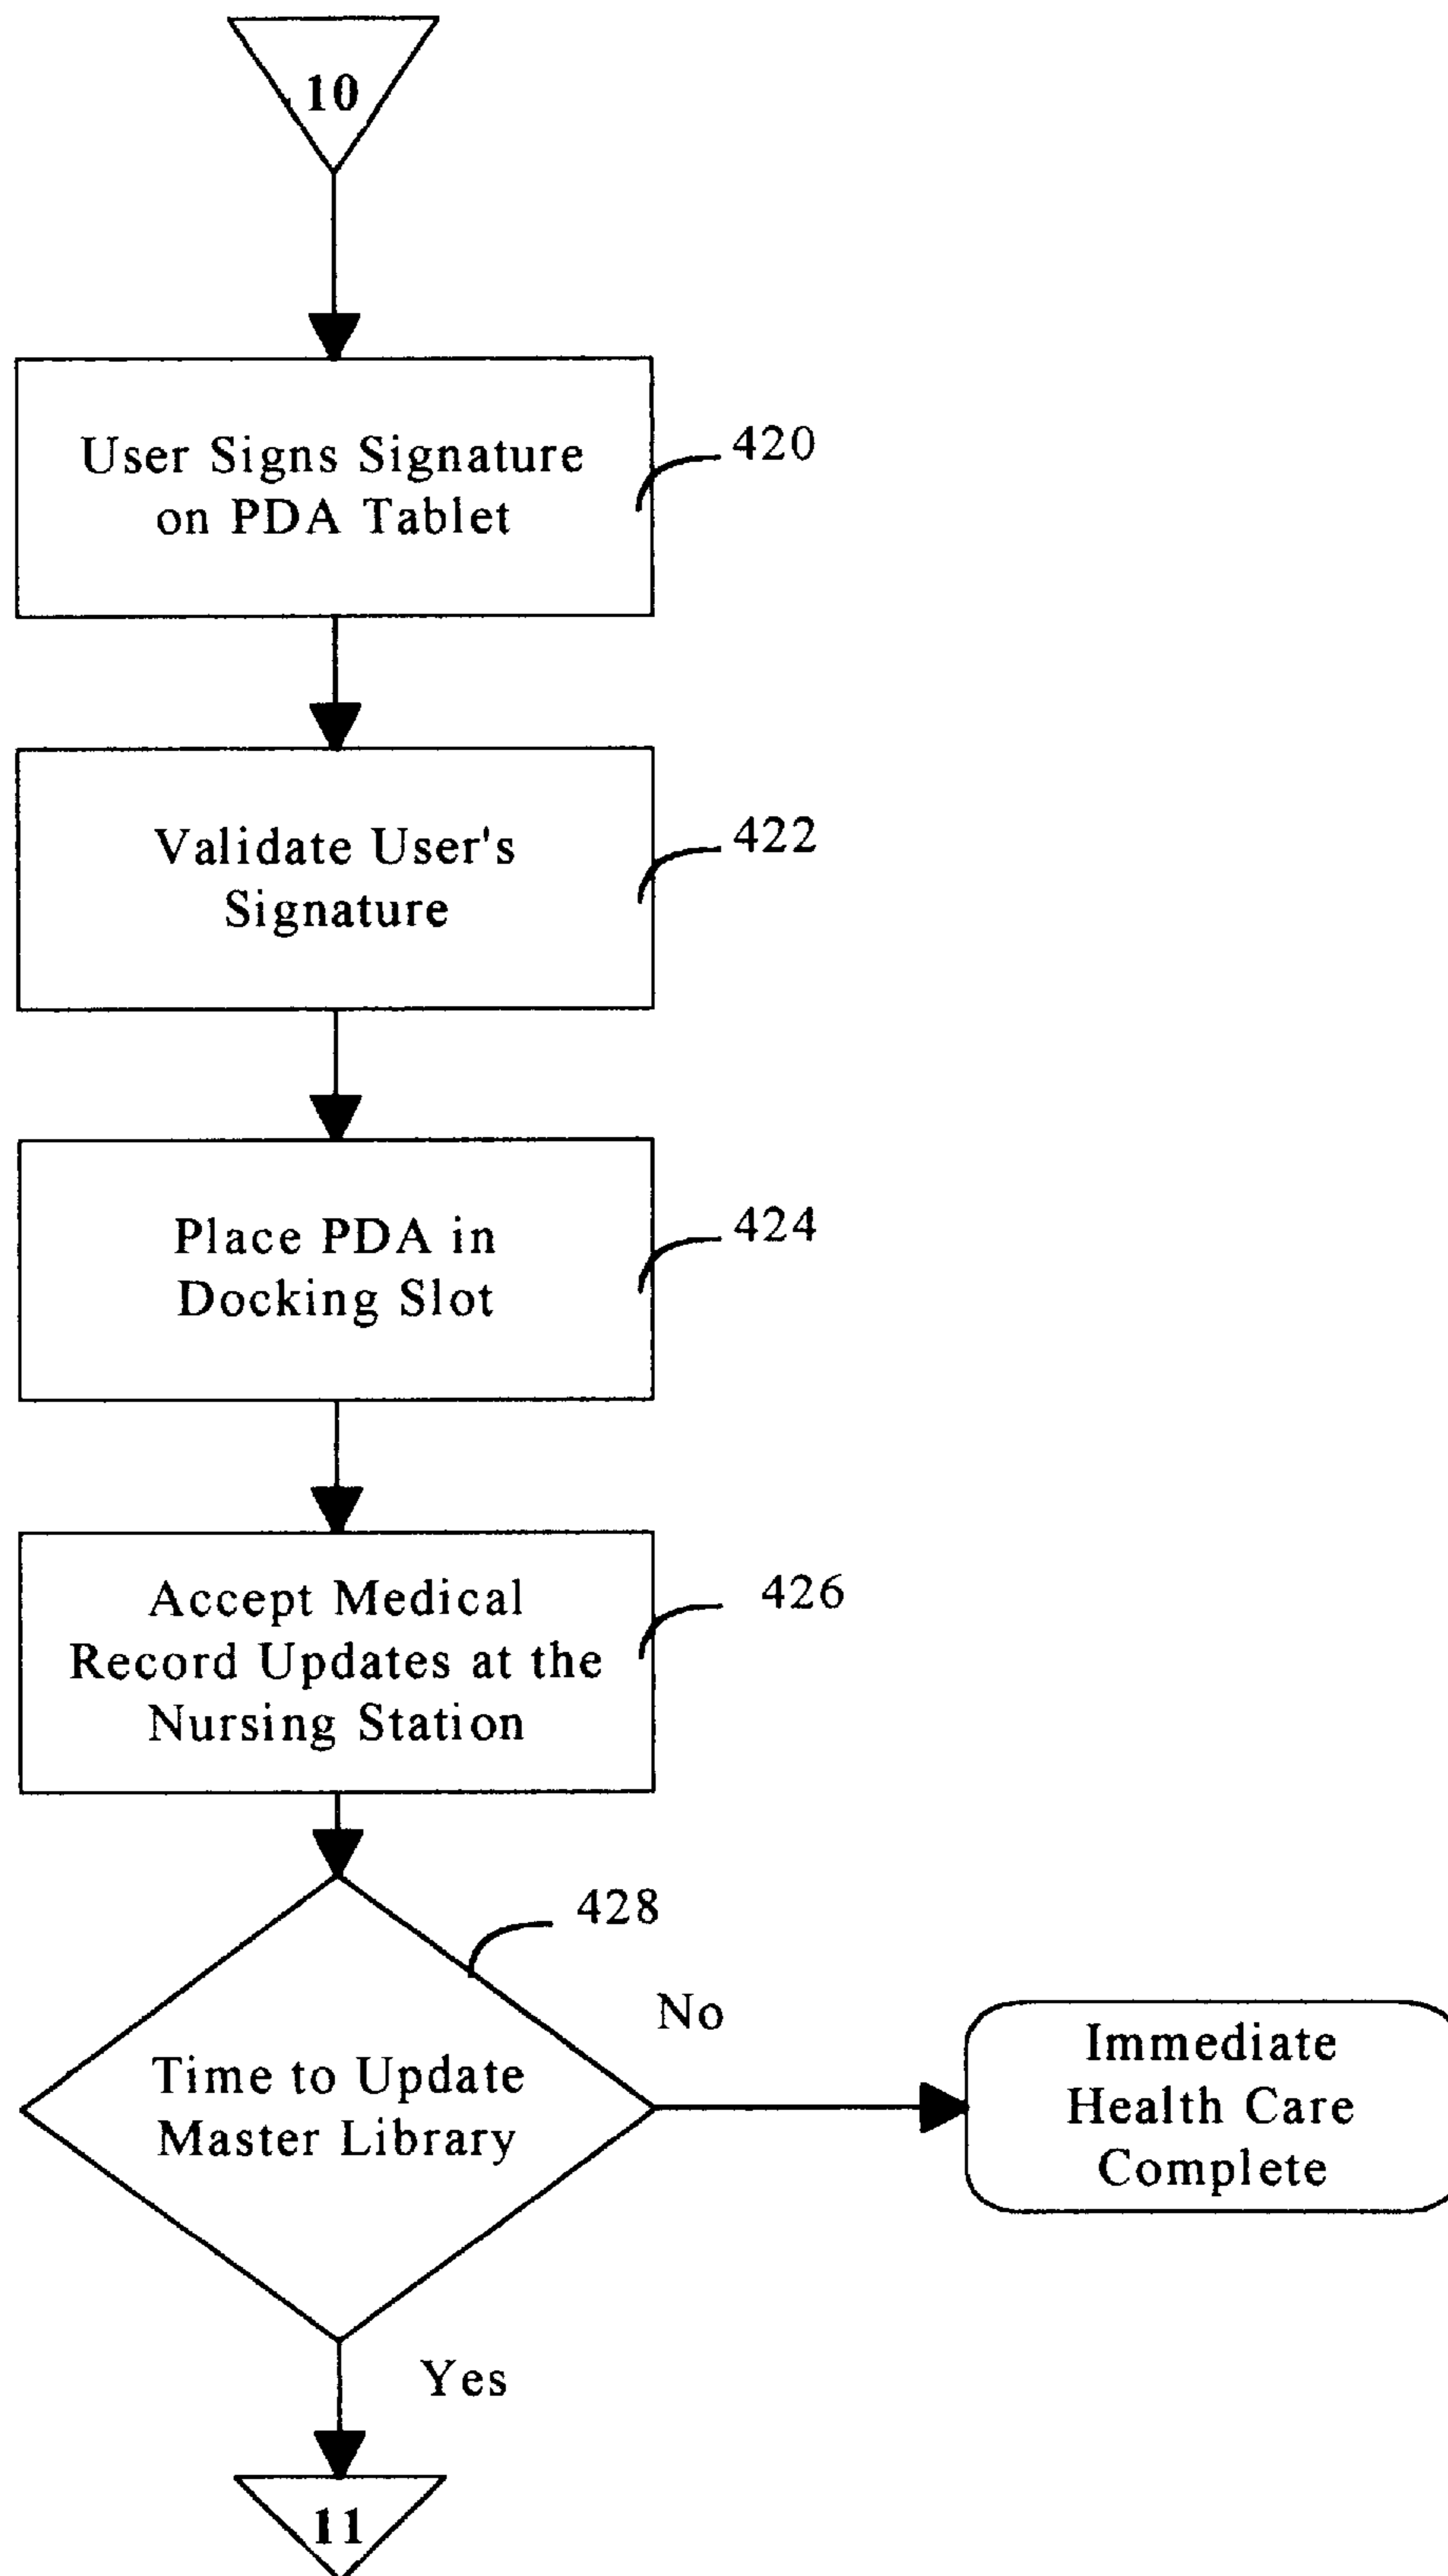 10
User Signs Signature
on PDA Tablet
420
Validate User's
Signature
422
Place PDA in
Docking Slot
424
Accept Medical
Record Updates at the
Nursing Station
426
428
Time to Update
Master Library
No
Immediate
Health Care
Complete
Yes
11